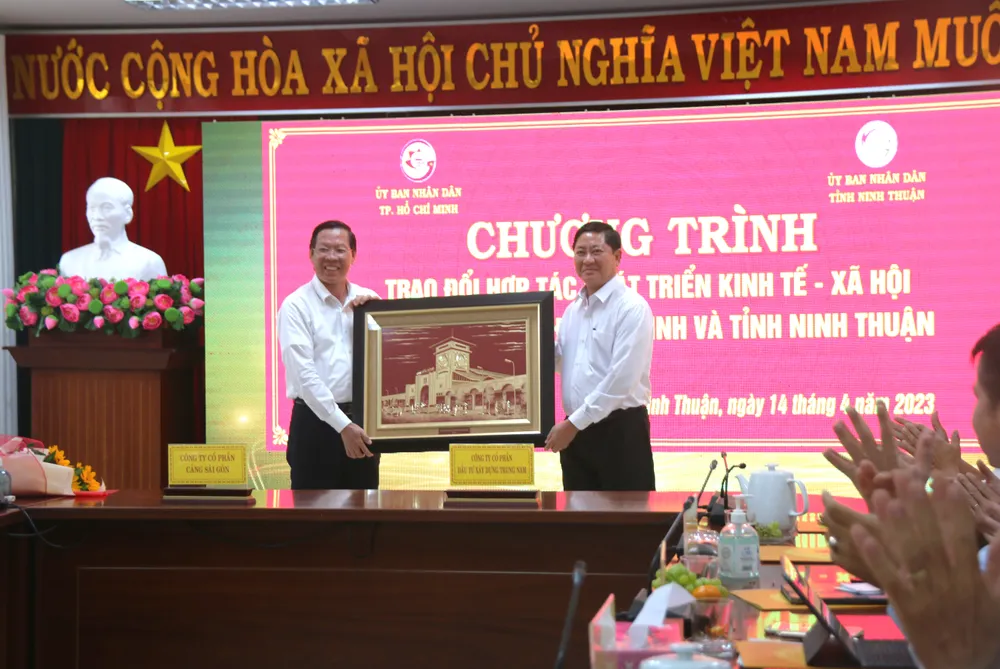 NƯỚC CỘNG HÒA XÃ HỘI CHỦ NGHĨA VIỆT NAM MUÔ
ỦY BAN NHÂN DÂN
TP. HỒ CHÍ MINH
ỦY BAN NHÂN DÂN
TỈNH NINH THUẬN
CHƯƠNG TRÌNH
TRAO ĐỔI HỢP TÁC ÁT TRIỂN KINH TẾ - XÃ HỘI
INH VÀ TỈNH NINH THUẬN
inh Thuận, ngày 14 tháng 4 năm 2023
CÔNG TY CỔ PHẦN
CẢNG SÀI GÒN
CÔNG TY CỔ PHẦN
ĐẦU TƯ XÂY DỰNG TRUNG NAM